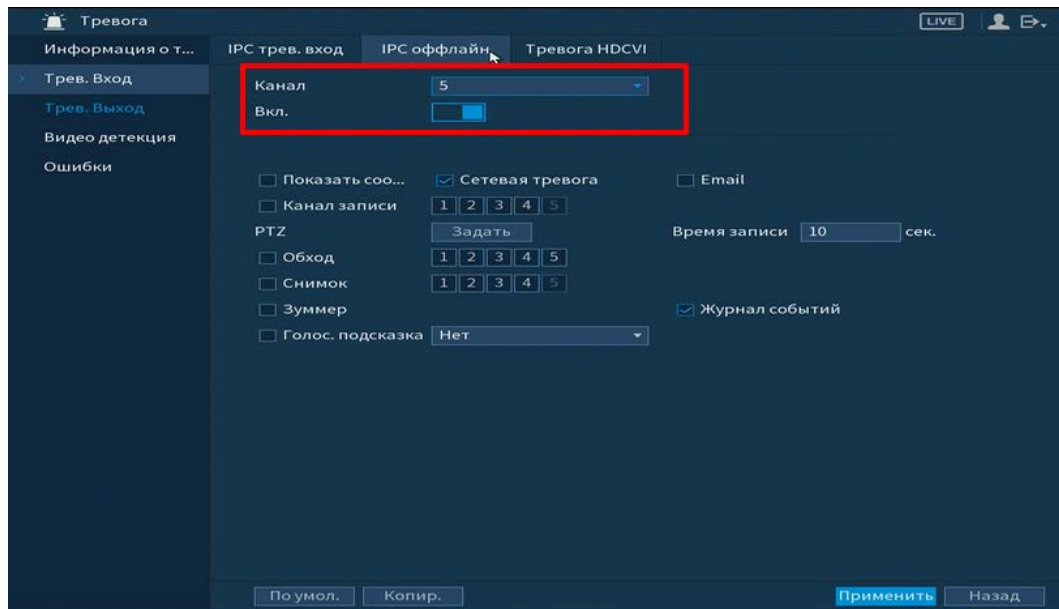 Тревога LIVE
Информация о т... IPC трев. вход IPC оффлайн Тревога HDCVI
Трев. Вход
Канал 5
Трев. Выход
Вкл.
Видео детекция
Ошибки
Показать соо... Сетевая тревога Email
Канал записи 1 2 3 4 5
PTZ Задать Время записи 10 сек.
Обход 1 2 3 4 5
Снимок 1 2 3 4 5
Зуммер Журнал событий
Голос. подсказка Нет
По умол. Копир. Применить Назад